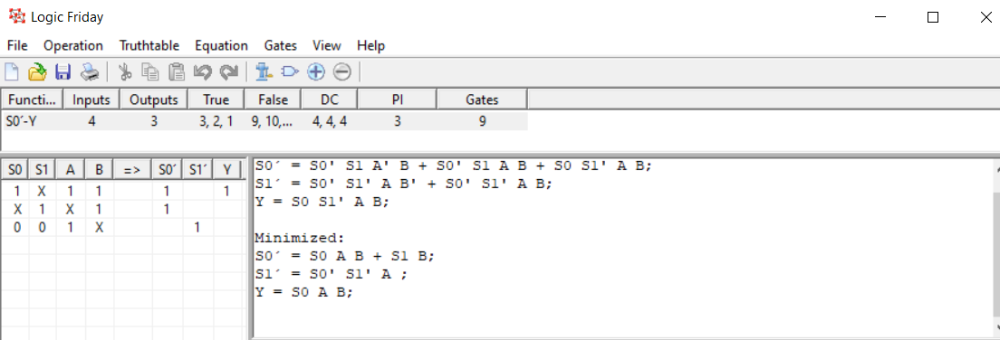 Logic Friday
File Operation Truthtable Equation Gates View Help
Functi... Inputs Outputs True False DC PI Gates
S0´-Y 4 3 3, 2, 1 9, 10,... 4, 4, 4 3 9
S0 S1 A B => S0´ S1´ Y
1 X 1 1 1 1
X 1 X 1 1
0 0 1 X 1
S0´ = S0' S1 A' B + S0' S1 A B + S0 S1' A B;
S1´ = S0' S1' A B' + S0' S1' A B;
Y = S0 S1' A B;
Minimized:
S0´ = S0 A B + S1 B;
S1´ = S0' S1' A ;
Y = S0 A B;